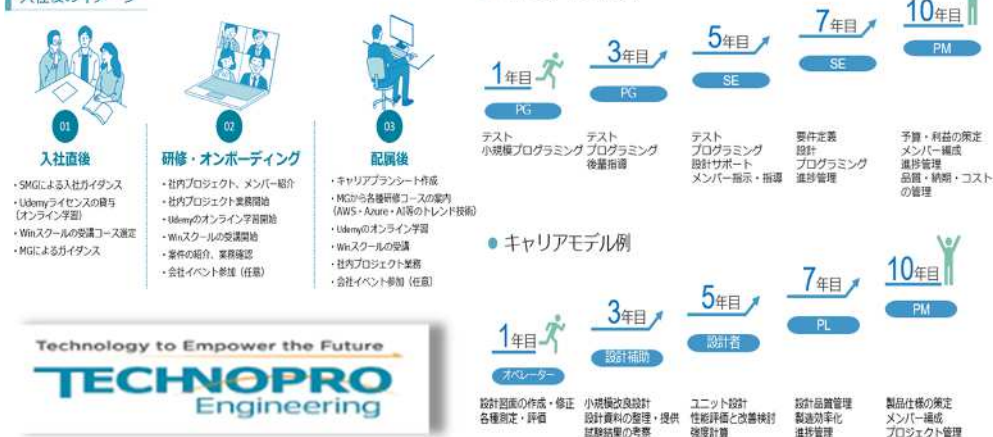 01
入社直後
・SMGによる入社ガイダンス
・Udemyライセンスの貸与
(オンライン学習)
・Winスクールの受講コース選定
・MGによるガイダンス
02
研修・オンボーディング
・社内プロジェクト、メンバー紹介
・社内プロジェクト業務開始
・Udemyのオンライン学習開始
・Winスクールの受講開始
・案件の紹介、業務確認
・会社イベント参加（任意）
03
配属後
・キャリアプランシート作成
・MGから各種研修コースの案内
(AWS・Azure・AI等のトレンド技術)
・Udemyのオンライン学習
・Winスクールの受講
・社内プロジェクト業務
・会社イベント参加（任意）
Technology to Empower the Future
TECHNOPRO
Engineering
1年目
PG
テスト
小規模プログラミング
3年目
PG
テスト
プログラミング
後輩指導
5年目
SE
テスト
プログラミング
設計サポート
メンバー指示・指導
7年目
SE
要件定義
設計
プログラミング
進捗管理
10年目
PM
予算・利益の策定
メンバー編成
進捗管理
品質・納期・コスト
の管理
● キャリアモデル例
1年目
オペレーター
設計図面の作成・修正
各種測定・評価
3年目
設計補助
小規模改良設計
設計資料の整理・提供
試験結果の考察
5年目
設計者
ユニット設計
性能評価と改善検討
強度計算
7年目
PL
設計品質管理
製造効率化
進捗管理
10年目
PM
製品仕様の策定
メンバー編成
プロジェクト管理